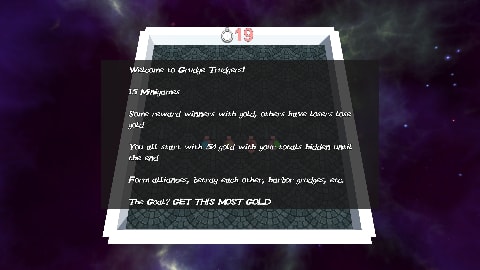 19
Welcome to Grudge Triggers!
15 Minigames
Some reward winners with gold, others have losers lose
gold
You all start with 54 gold with your totals hidden until
the end
Form alliances, betray each other, harbor grudges, etc.
The Goal? GET THIS MOST GOLD